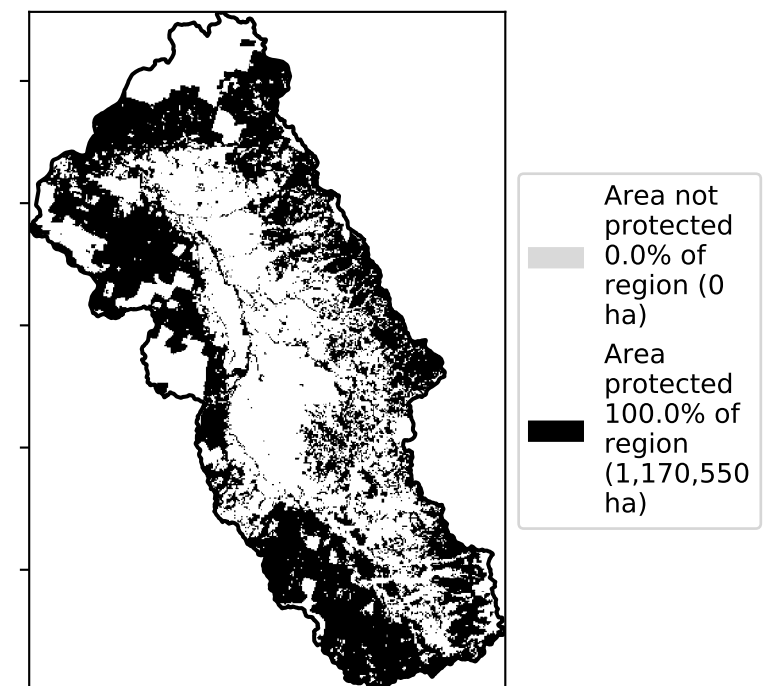 Area not
protected
0.0% of
region (0
ha)
Area
protected
100.0% of
region
(1,170,550
ha)